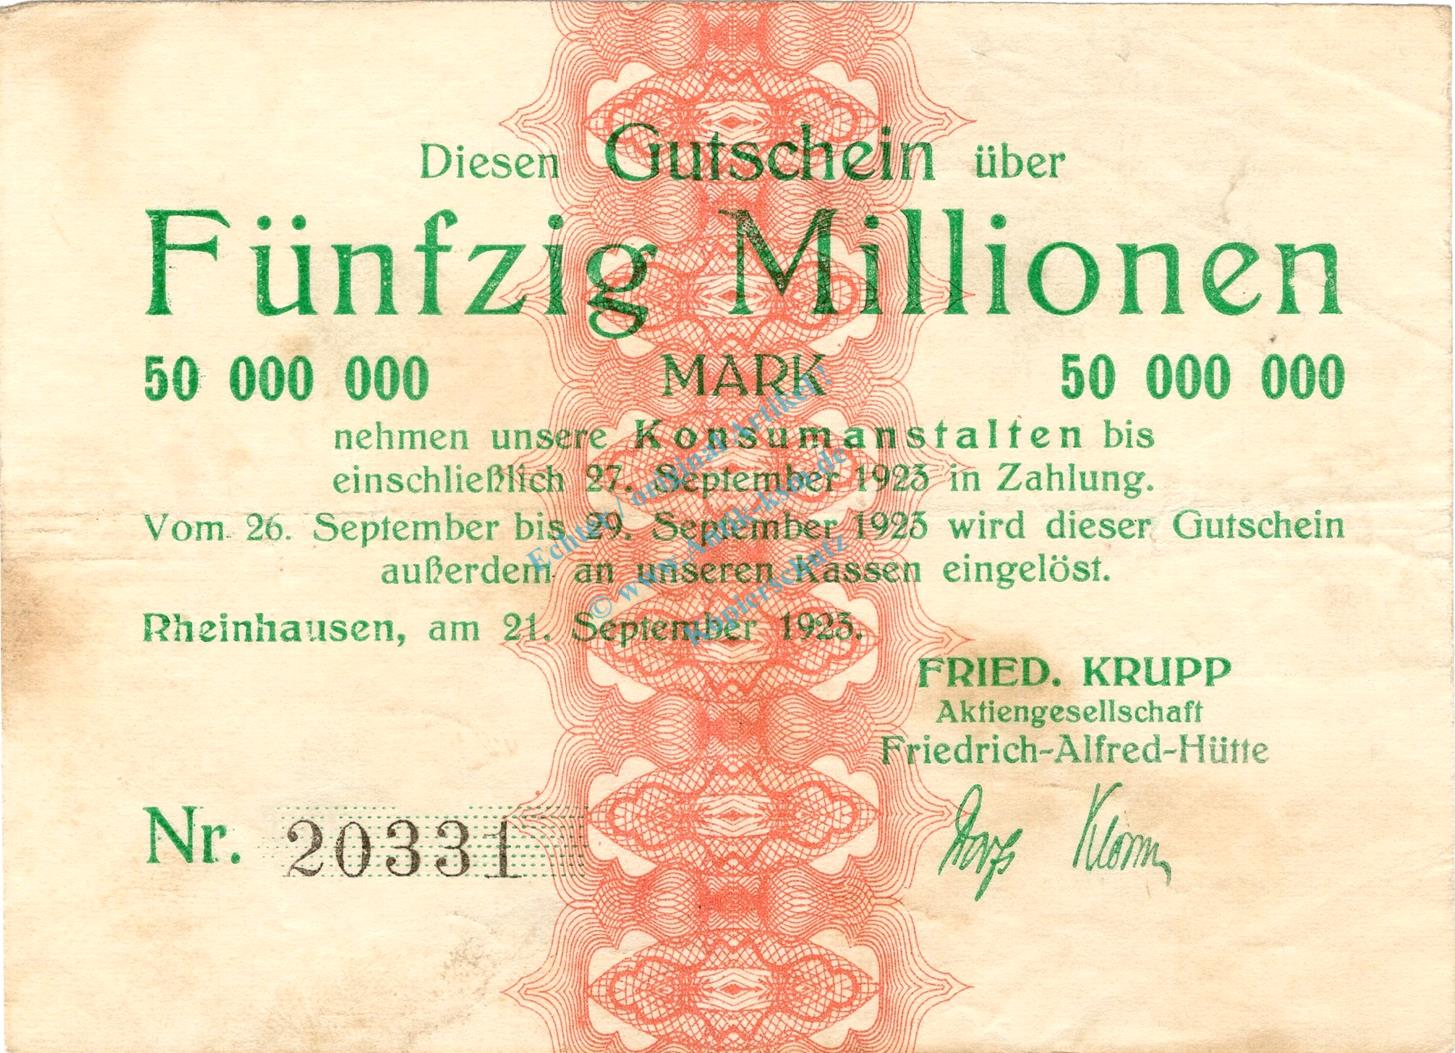 Diesen Gutschein über
Fünfzig Millionen
50 000 000 MARK 50 000 000
nehmen unsere Konsumanstalten bis
einschließlich 27. September 1923 in Zahlung.
Vom 26. September bis 29. September 1923 wird dieser Gutschein
außerdem an unseren Kassen eingelöst.
Rheinhausen, am 21. September 1923.
FRIED. KRUPP
Aktiengesellschaft
Friedrich-Alfred-Hütte
Nr. 20331
Kopierschutz